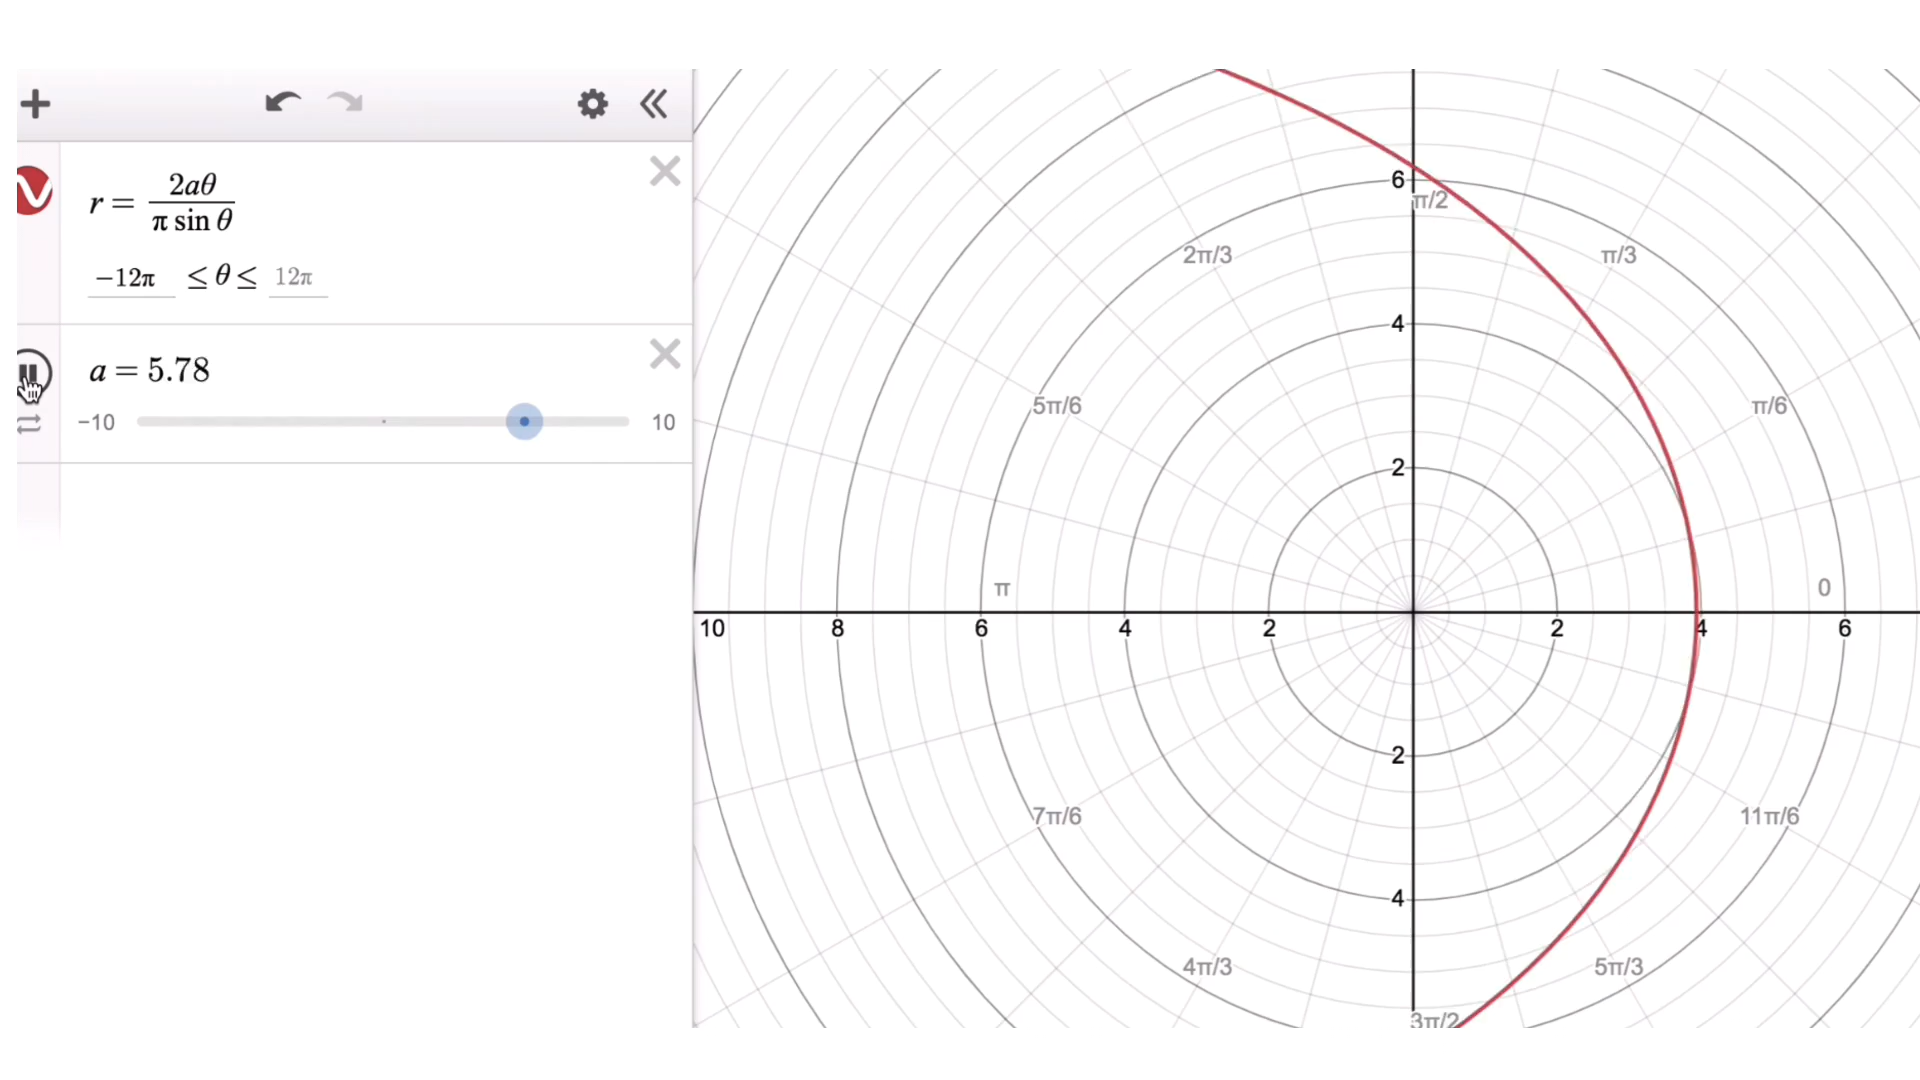 r = 2aθ / π sin θ
−12π ≤ θ ≤ 12π
a = 5.78
−10 10
6
π/2
2π/3 π/3
4
5π/6 π/6
2
π 0
10 8 6 4 2 2 4 6
2
7π/6 11π/6
4
4π/3 5π/3
3π/2